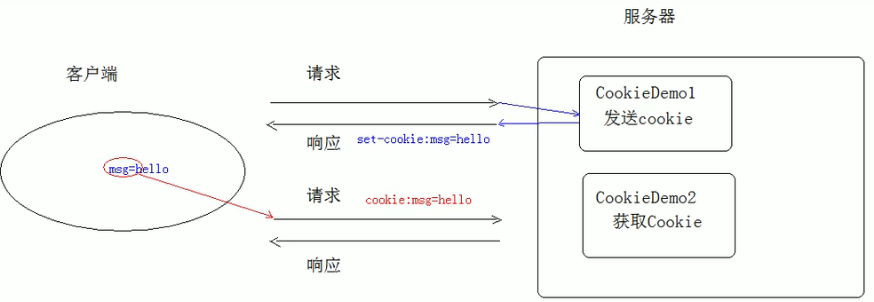 服务器
客户端
请求
CookieDemo1
发送cookie
响应
set-cookie:msg=hello
msg=hello
请求
cookie:msg=hello
CookieDemo2
获取Cookie
响应